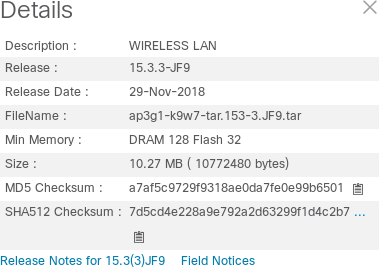 Details
Description : WIRELESS LAN
Release : 15.3.3-JF9
Release Date : 29-Nov-2018
FileName : ap3g1-k9w7-tar.153-3.JF9.tar
Min Memory : DRAM 128 Flash 32
Size : 10.27 MB ( 10772480 bytes)
MD5 Checksum : a7af5c9729f9318ae0da7fe0e99b6501
SHA512 Checksum : 7d5cd4e228a9e792a2d63299f1d4c2b7 ...
Release Notes for 15.3(3)JF9 Field Notices